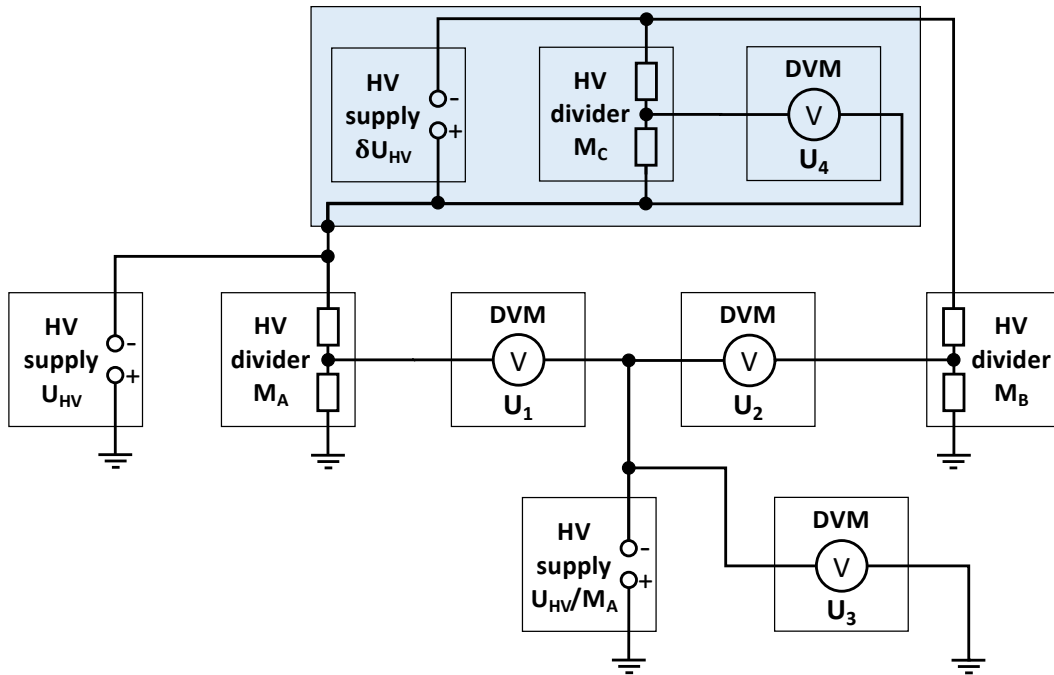 HV
supply
δU_HV
-
+
HV
divider
M_C
DVM
V
U_4
HV
supply
U_HV
-
+
HV
divider
M_A
DVM
V
U_1
DVM
V
U_2
HV
divider
M_B
HV
supply
U_HV/M_A
-
+
DVM
V
U_3